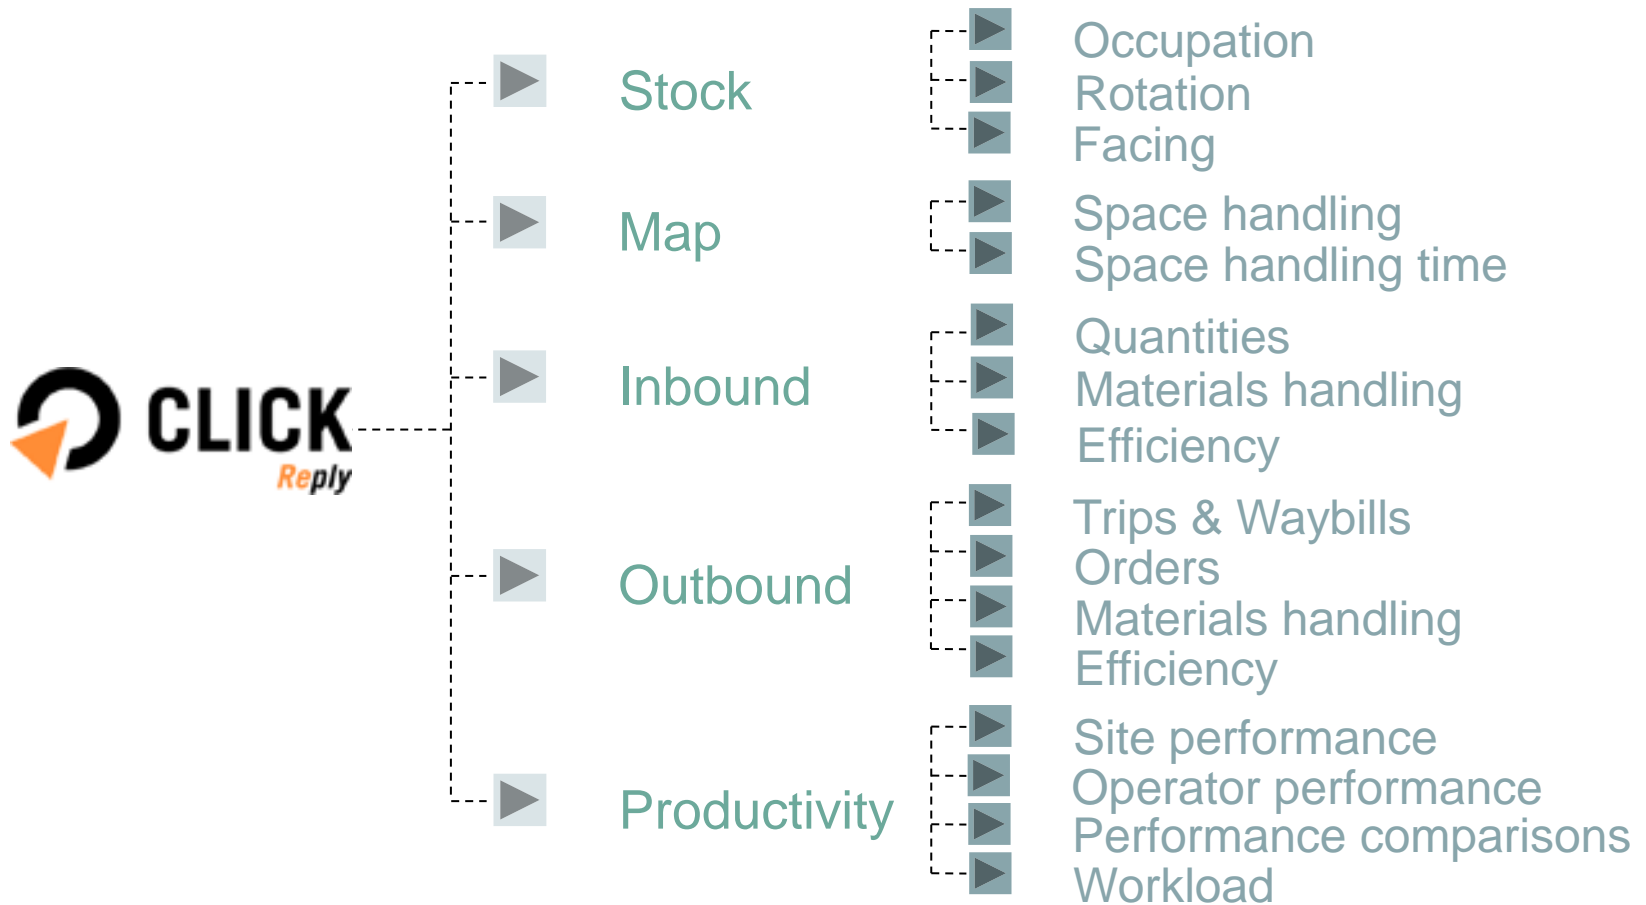 CLICK
Reply
Stock
Occupation
Rotation
Facing
Map
Space handling
Space handling time
Inbound
Quantities
Materials handling
Efficiency
Outbound
Trips & Waybills
Orders
Materials handling
Efficiency
Productivity
Site performance
Operator performance
Performance comparisons
Workload